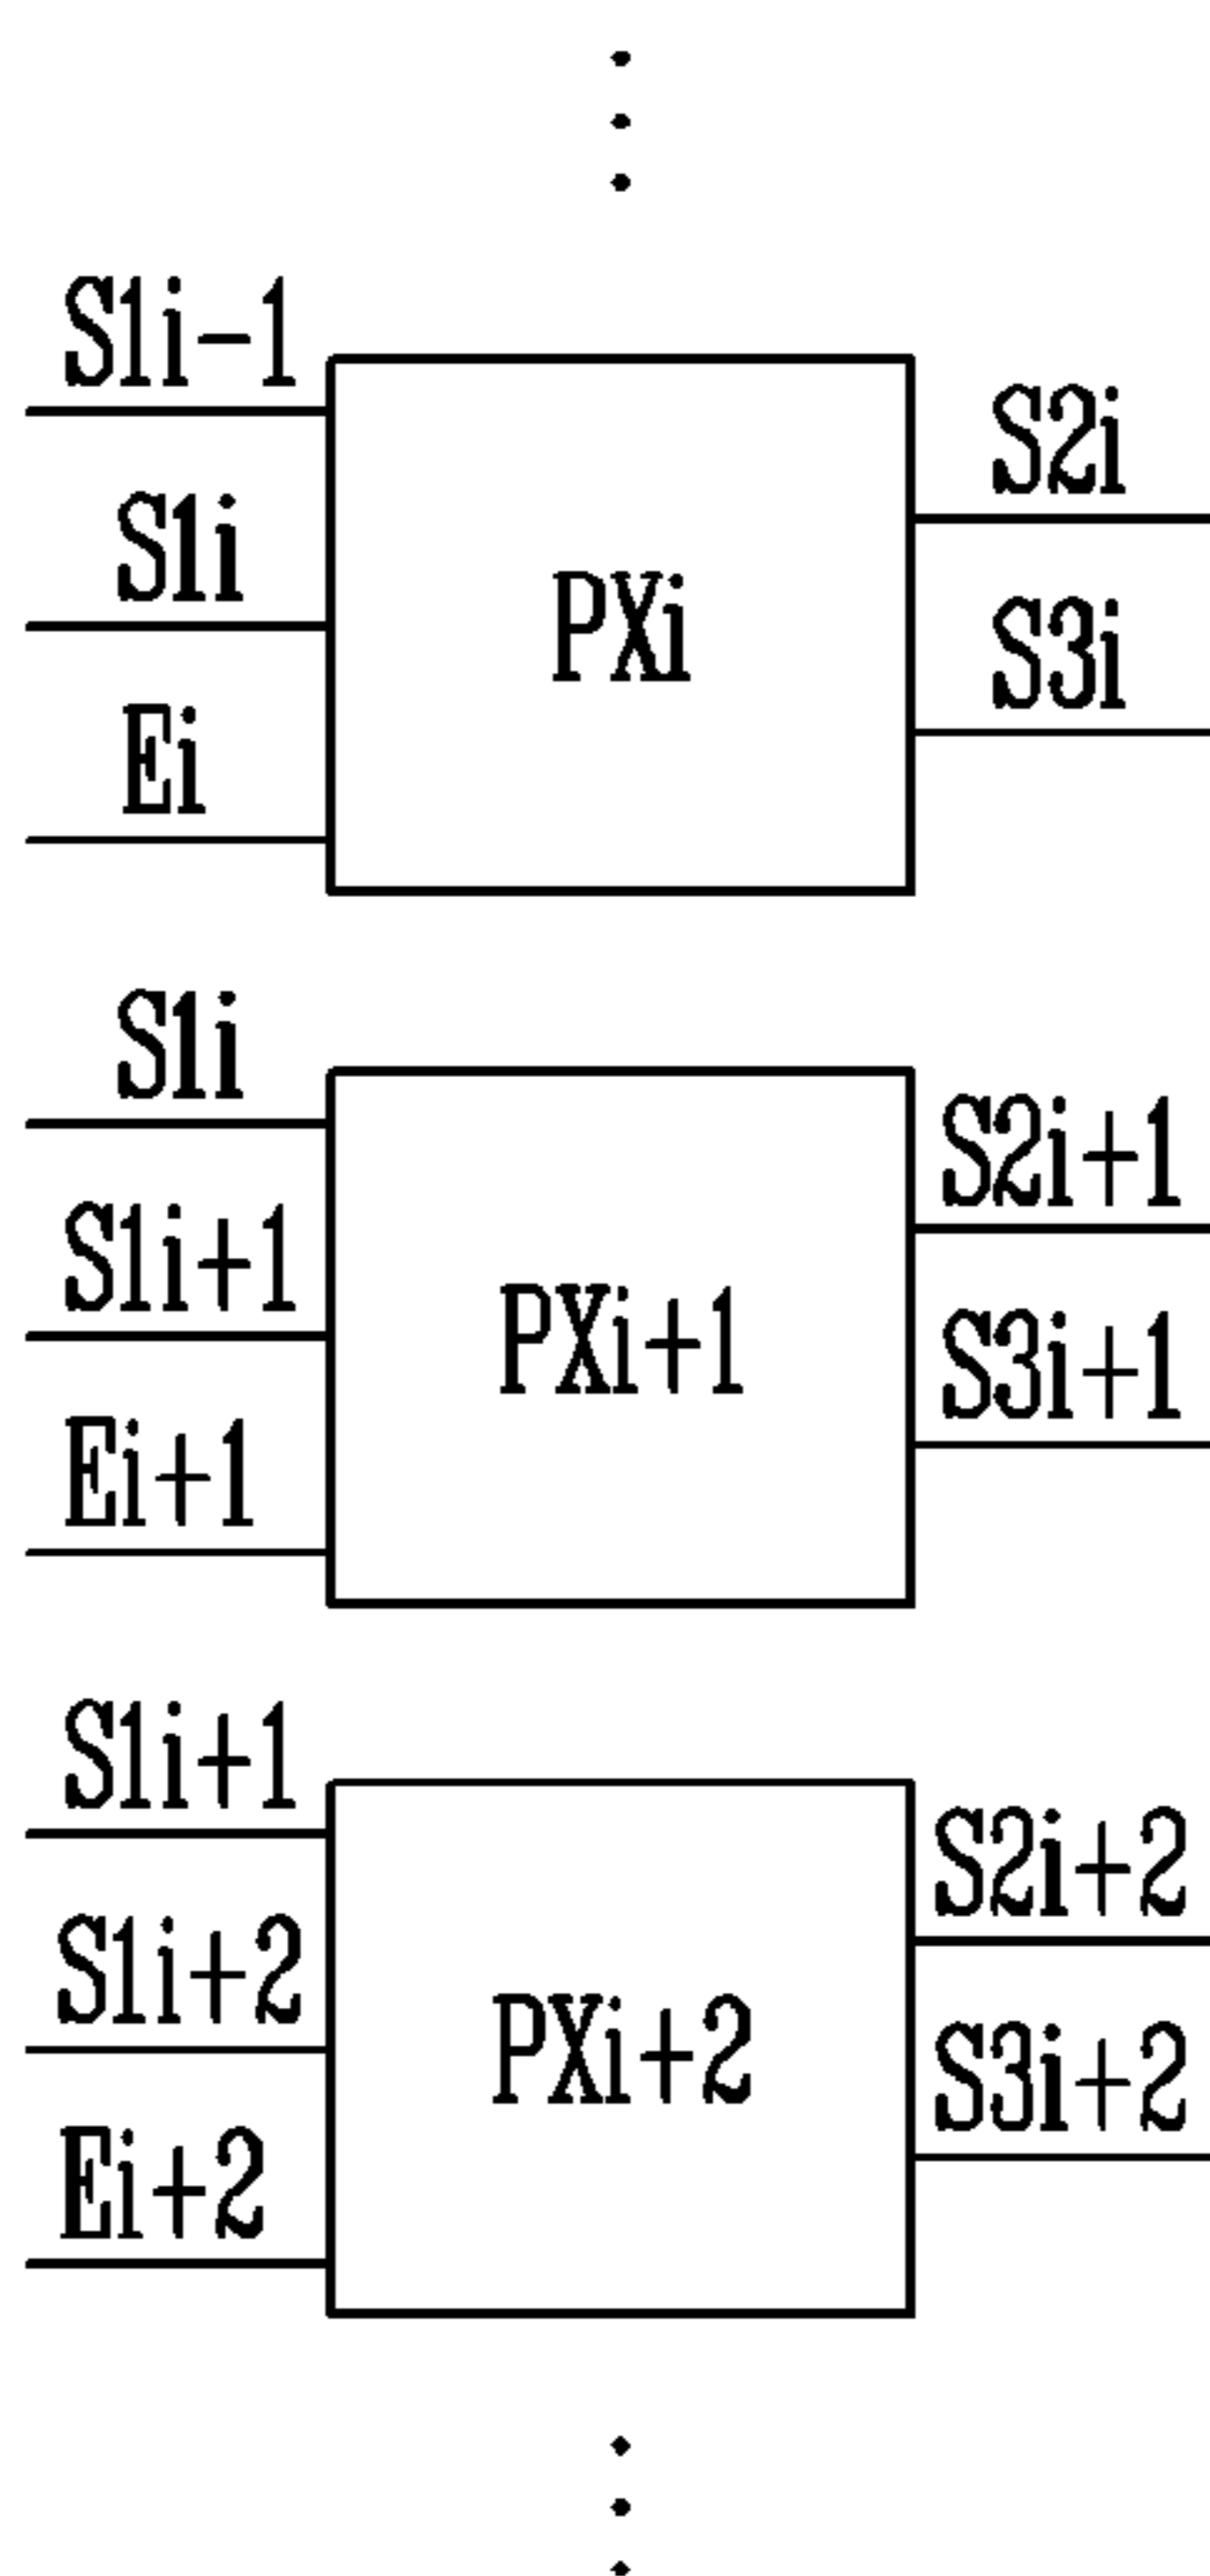 S1i-1
S2i
S1i
PXi
S3i
Ei
S1i
S2i+1
S1i+1
PXi+1
S3i+1
Ei+1
S1i+1
S2i+2
S1i+2
PXi+2
S3i+2
Ei+2